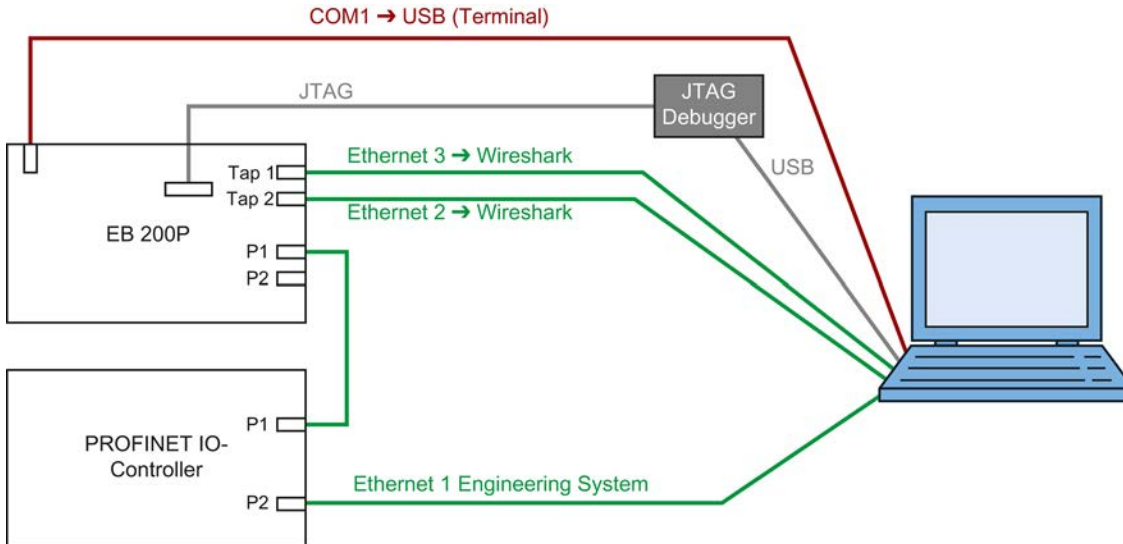 COM1 ➔ USB (Terminal)
JTAG
JTAG
Debugger
USB
Ethernet 3 ➔ Wireshark
Ethernet 2 ➔ Wireshark
Tap 1
Tap 2
EB 200P
P1
P2
P1
PROFINET IO-
Controller
P2
Ethernet 1 Engineering System